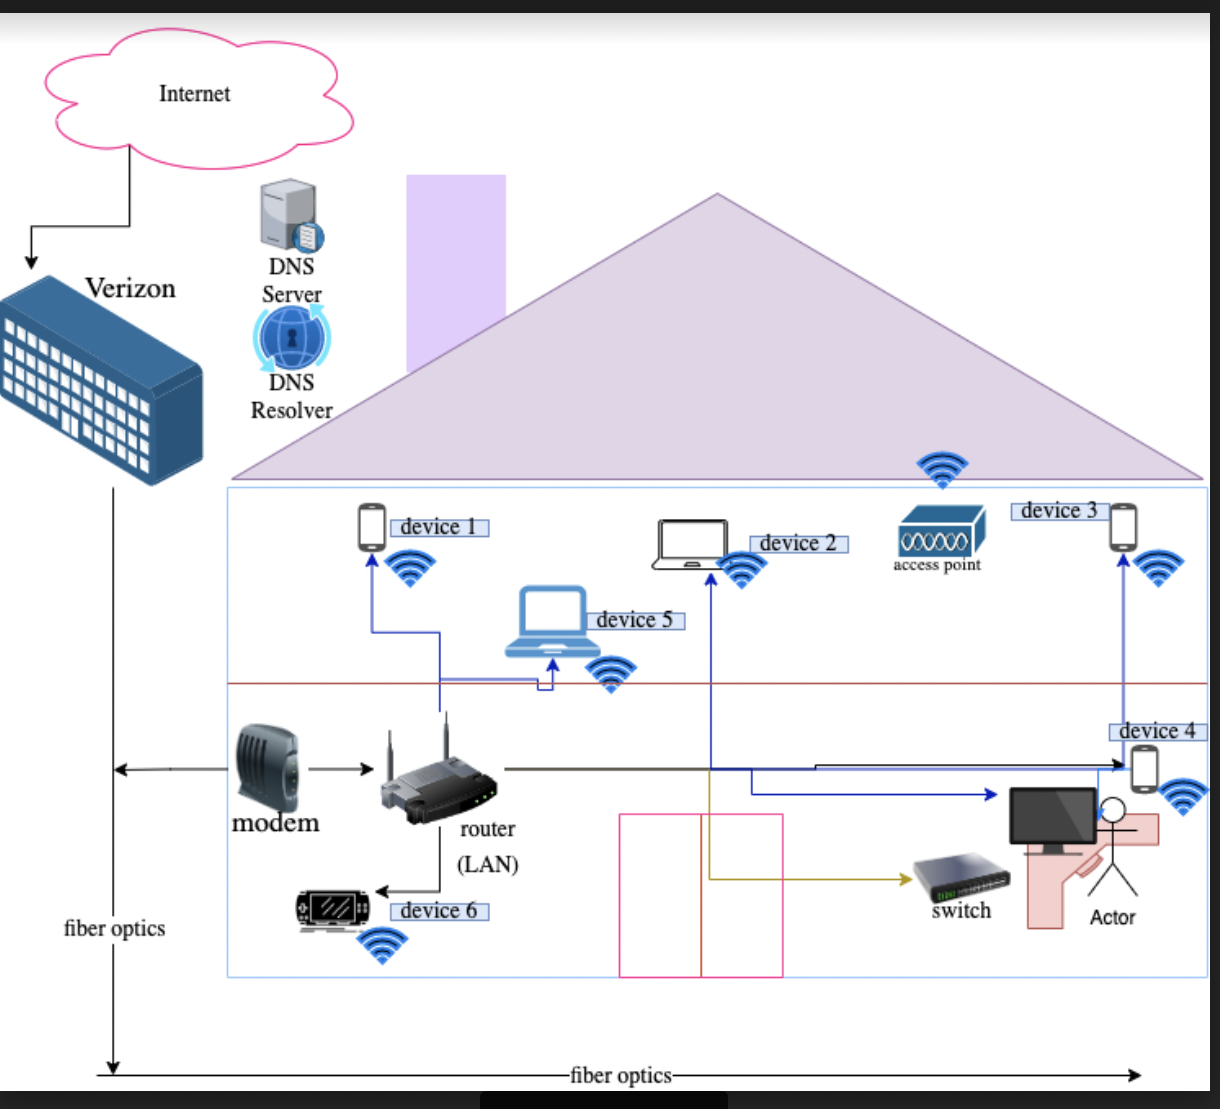 Internet
Verizon
DNS
Server
DNS
Resolver
device 1
device 2
device 3
access point
device 5
device 4
modem
router
(LAN)
device 6
switch
Actor
fiber optics
fiber optics